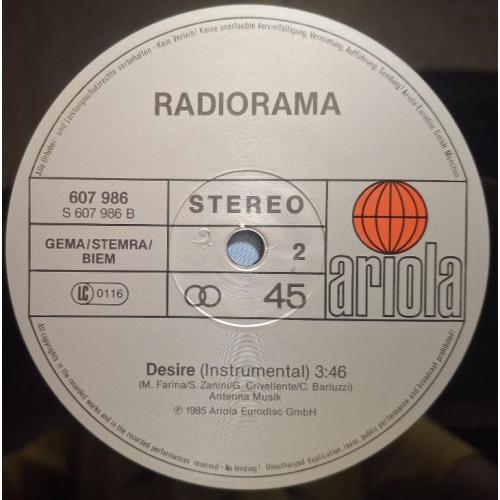 Alle Urheber- und Leistungsschutzrechte vorbehalten - Kein Verleih! Keine unerlaubte Vervielfältigung, Vermietung, Aufführung, Sendung! Ariola Eurodisc GmbH, München
RADIORAMA
607 986
S 607 986 B
STEREO
GEMA/STEMRA/
BIEM
2
LC 0116
45
ariola
Desire (Instrumental) 3:46
(M. Farina/S. Zanini/G. Crivellente/C. Barluzzi)
Antenna Musik
℗ 1985 Ariola Eurodisc GmbH
All copyrights in the recorded works and in the recorded performances reserved - No lending! Unauthorized duplication, lease, public performance and broadcast prohibited!